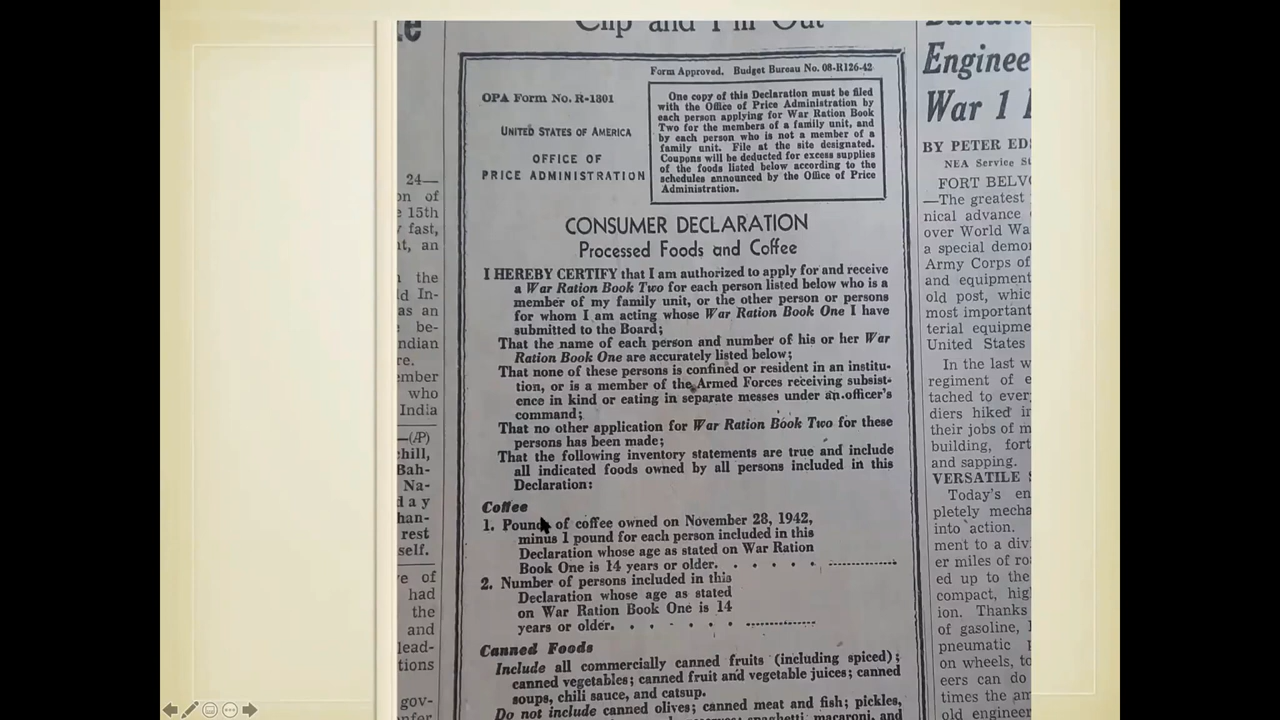 Clip and Fill Out
Form Approved. Budget Bureau No. 08-R126-42
OPA Form No. R-1301
UNITED STATES OF AMERICA
OFFICE OF
PRICE ADMINISTRATION
One copy of this Declaration must be filed
with the Office of Price Administration by
each person applying for War Ration Book
Two for the members of a family unit, and
by each person who is not a member of a
family unit. File at the site designated.
Coupons will be deducted for excess supplies
of the foods listed below according to the
schedules announced by the Office of Price
Administration.
CONSUMER DECLARATION
Processed Foods and Coffee
I HEREBY CERTIFY that I am authorized to apply for and receive
a War Ration Book Two for each person listed below who is a
member of my family unit, or the other person or persons
for whom I am acting whose War Ration Book One I have
submitted to the Board;
That the name of each person and number of his or her War
Ration Book One are accurately listed below;
That none of these persons is confined or resident in an institu-
tion, or is a member of the Armed Forces receiving subsist-
ence in kind or eating in separate messes under an officer's
command;
That no other application for War Ration Book Two for these
persons has been made;
That the following inventory statements are true and include
all indicated foods owned by all persons included in this
Declaration:
Coffee
1. Pounds of coffee owned on November 28, 1942,
minus 1 pound for each person included in this
Declaration whose age as stated on War Ration
Book One is 14 years or older. . . . . . .
2. Number of persons included in this
Declaration whose age as stated
on War Ration Book One is 14
years or older. . . . . . .
Canned Foods
Include all commercially canned fruits (including spiced);
canned vegetables; canned fruit and vegetable juices; canned
soups, chili sauce, and catsup.
Do not include canned olives; canned meat and fish; pickles,
spaghetti, macaroni, and
24—
on of
15th
fast,
nt, an
the
d In-
as an
be-
ndian
re.
ember
who
India
—(AP)
hill,
Bah-
Na-
day
han-
rest
self.
e of
had
the
and
lead-
tions
gov-
Enginee
War 1
BY PETER ED
NEA Service St
FORT BELVO
—The greatest
nical advance
over World Wa
a special demo
Army Corps of
and equipment
old post, whic
most important
terial equipme
United States
In the last w
regiment of e
tached to ever
diers hiked in
their jobs of m
building, fort
and sapping.
VERSATILE S
Today's en
pletely mecha
into action.
ment to a divi
er miles of ro
ed up to the
compact, hig
ion. Thanks
of gasoline,
pneumatic
on wheels, to
eers can do
times the am
old engineer